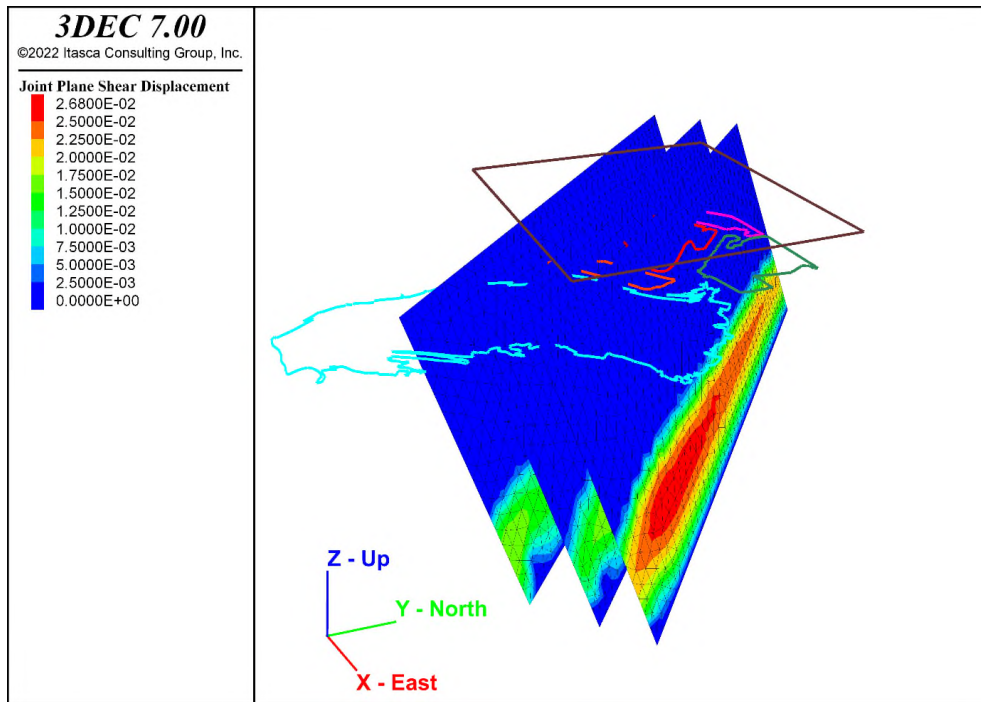 3DEC 7.00
©2022 Itasca Consulting Group, Inc.
Joint Plane Shear Displacement
2.6800E-02
2.5000E-02
2.2500E-02
2.0000E-02
1.7500E-02
1.5000E-02
1.2500E-02
1.0000E-02
7.5000E-03
5.0000E-03
2.5000E-03
0.0000E+00
Z - Up
Y - North
X - East